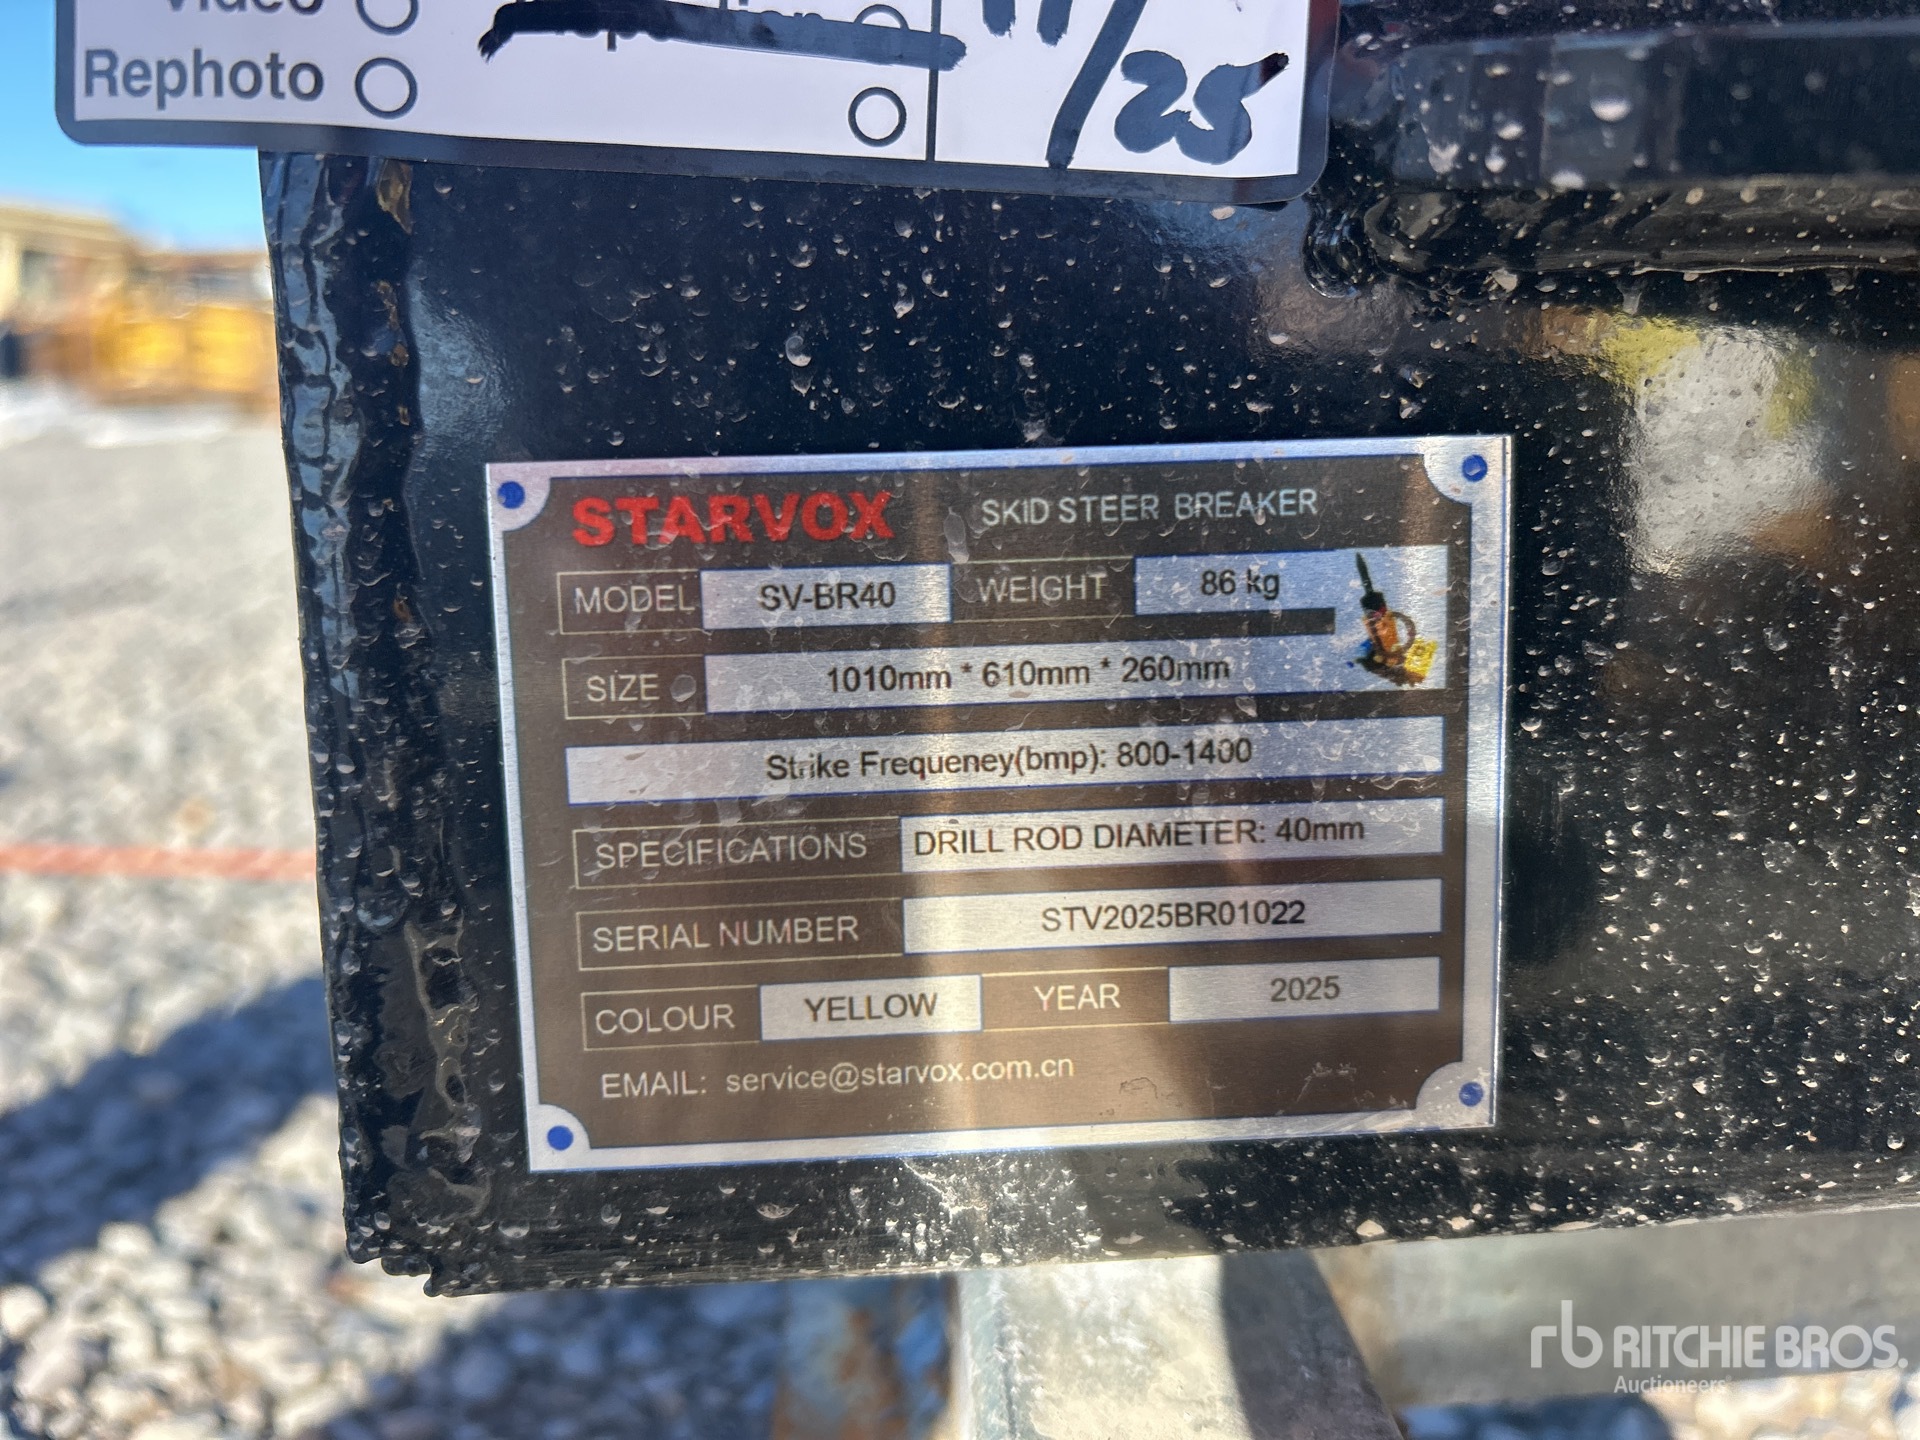 Video
Rephoto
/25
STARVOX SKID STEER BREAKER
MODEL SV-BR40 WEIGHT 86 kg
SIZE 1010mm * 610mm * 260mm
Strike Frequeney(bmp): 800-1400
SPECIFICATIONS DRILL ROD DIAMETER: 40mm
SERIAL NUMBER STV2025BR01022
COLOUR YELLOW YEAR 2025
EMAIL: service@starvox.com.cn
rb RITCHIE BROS.
Auctioneers